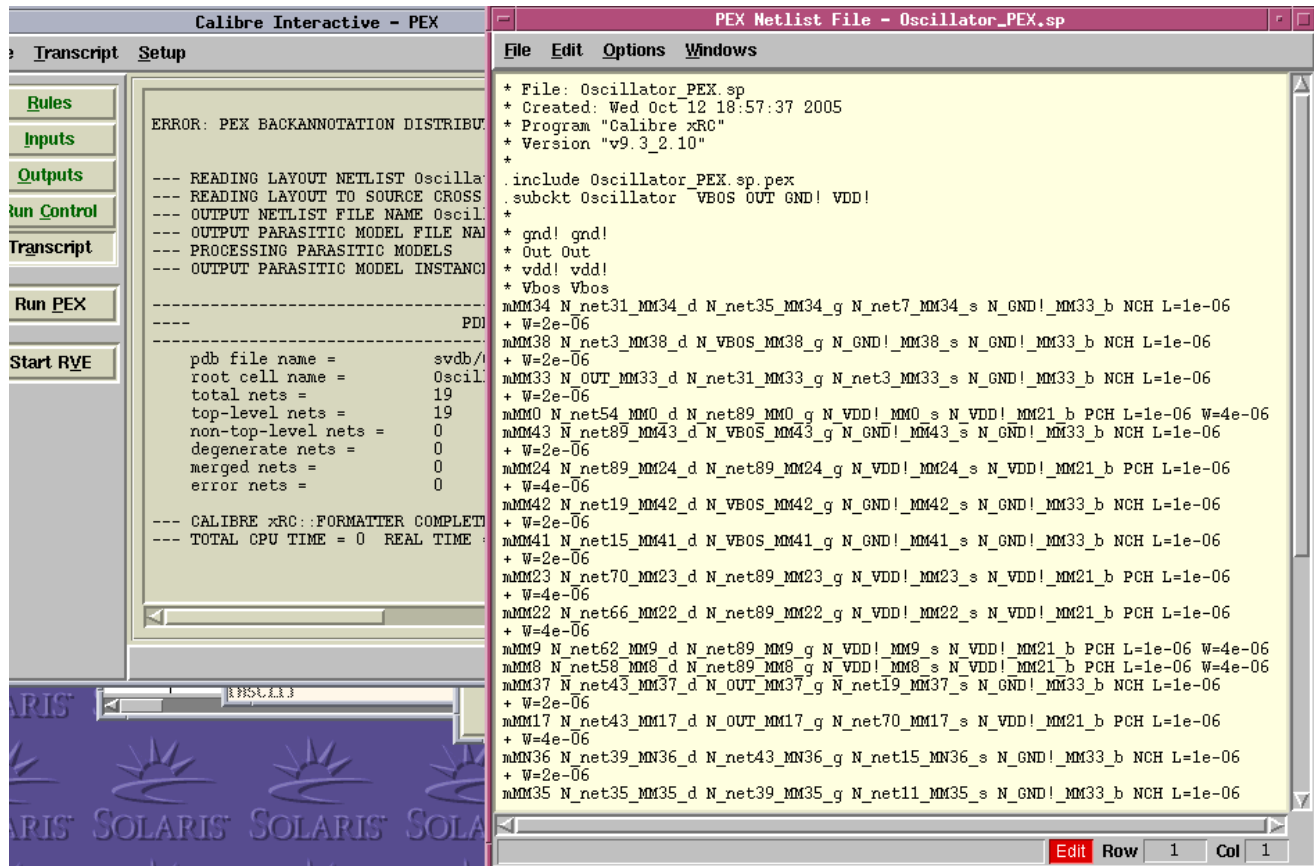 Calibre Interactive - PEX
Transcript Setup
Rules
Inputs
Outputs
Run Control
Transcript
Run PEX
Start RVE
ERROR: PEX BACKANNOTATION
--- READING LAYOUT NETLIST
--- READING LAYOUT TO SOURCE CROSS
--- OUTPUT NETLIST FILE NAME
--- OUTPUT PARASITIC MODEL FILE
--- PROCESSING PARASITIC MODELS
--- OUTPUT PARASITIC MODEL
----
pdb file name = svdb/
root cell name =
total nets = 19
top-level nets = 19
non-top-level nets = 0
degenerate nets = 0
merged nets = 0
error nets = 0
--- CALIBRE xRC::FORMATTER
--- TOTAL CPU TIME = 0 REAL TIME =
PEX Netlist File - Oscillator_PEX.sp
File Edit Options Windows
* File: Oscillator_PEX.sp
* Created: Wed Oct 12 18:57:37 2005
* Program "Calibre xRC"
* Version "v9.3_2.10"
*
.include Oscillator_PEX.sp.pex
.subckt Oscillator VBOS OUT GND! VDD!
*
* gnd! gnd!
* Out Out
* vdd! vdd!
* Vbos Vbos
mMM34 N_net31_MM34_d N_net35_MM34_g N_net7_MM34_s N_GND!_MM33_b NCH L=1e-06
+ W=2e-06
mMM38 N_net3_MM38_d N_VBOS_MM38_g N_GND!_MM38_s N_GND!_MM33_b NCH L=1e-06
+ W=2e-06
mMM33 N_OUT_MM33_d N_net31_MM33_g N_net3_MM33_s N_GND!_MM33_b NCH L=1e-06
+ W=2e-06
mMM0 N_net54_MM0_d N_net89_MM0_g N_VDD!_MM0_s N_VDD!_MM21_b PCH L=1e-06 W=4e-06
mMM43 N_net89_MM43_d N_VBOS_MM43_g N_GND!_MM43_s N_GND!_MM33_b NCH L=1e-06
+ W=2e-06
mMM24 N_net89_MM24_d N_net89_MM24_g N_VDD!_MM24_s N_VDD!_MM21_b PCH L=1e-06
+ W=4e-06
mMM42 N_net19_MM42_d N_VBOS_MM42_g N_GND!_MM42_s N_GND!_MM33_b NCH L=1e-06
+ W=2e-06
mMM41 N_net15_MM41_d N_VBOS_MM41_g N_GND!_MM41_s N_GND!_MM33_b NCH L=1e-06
+ W=2e-06
mMM23 N_net70_MM23_d N_net89_MM23_g N_VDD!_MM23_s N_VDD!_MM21_b PCH L=1e-06
+ W=4e-06
mMM22 N_net66_MM22_d N_net89_MM22_g N_VDD!_MM22_s N_VDD!_MM21_b PCH L=1e-06
+ W=4e-06
mMM9 N_net62_MM9_d N_net89_MM9_g N_VDD!_MM9_s N_VDD!_MM21_b PCH L=1e-06 W=4e-06
mMM8 N_net58_MM8_d N_net89_MM8_g N_VDD!_MM8_s N_VDD!_MM21_b PCH L=1e-06 W=4e-06
mMM37 N_net43_MM37_d N_OUT_MM37_g N_net19_MM37_s N_GND!_MM33_b NCH L=1e-06
+ W=2e-06
mMM17 N_net43_MM17_d N_OUT_MM17_g N_net70_MM17_s N_VDD!_MM21_b PCH L=1e-06
+ W=4e-06
mMN36 N_net39_MN36_d N_net43_MN36_g N_net15_MN36_s N_GND!_MM33_b NCH L=1e-06
+ W=2e-06
mMM35 N_net35_MM35_d N_net39_MM35_g N_net11_MM35_s N_GND!_MM33_b NCH L=1e-06
Edit Row 1 Col 1
SOLARIS SOLARIS